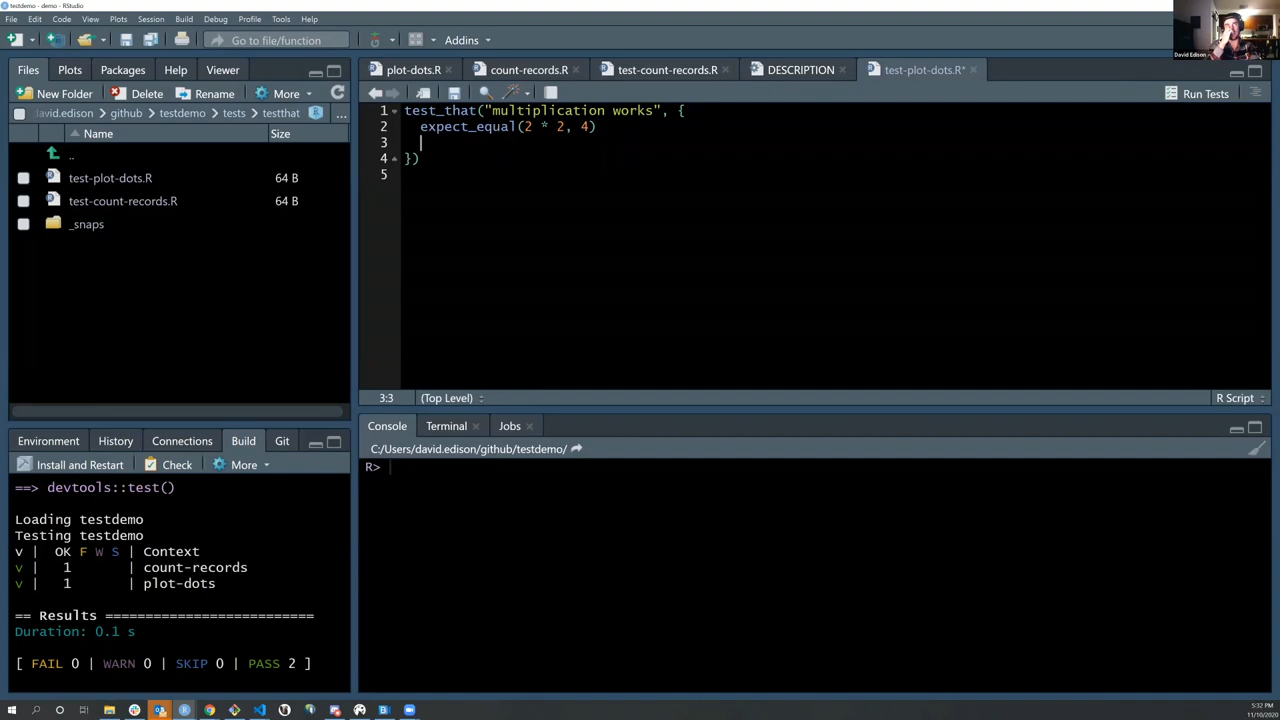 testdemo - demo - RStudio
File Edit Code View Plots Session Build Debug Profile Tools Help
Go to file/function Addins
David Edison
Files Plots Packages Help Viewer
New Folder Delete Rename More
david.edison github testdemo tests testthat ...
Name Size
..
test-plot-dots.R 64 B
test-count-records.R 64 B
_snaps
plot-dots.R count-records.R test-count-records.R DESCRIPTION test-plot-dots.R*
Run Tests
1 test_that("multiplication works", {
2 expect_equal(2 * 2, 4)
3
4 })
5
3:3 (Top Level) R Script
Environment History Connections Build Git
Install and Restart Check More
==> devtools::test()
Loading testdemo
Testing testdemo
v | OK F W S | Context
v | 1 | count-records
v | 1 | plot-dots
== Results ==========================
Duration: 0.1 s
[ FAIL 0 | WARN 0 | SKIP 0 | PASS 2 ]
Console Terminal Jobs
C:/Users/david.edison/github/testdemo/
R>
5:32 PM
11/10/2020